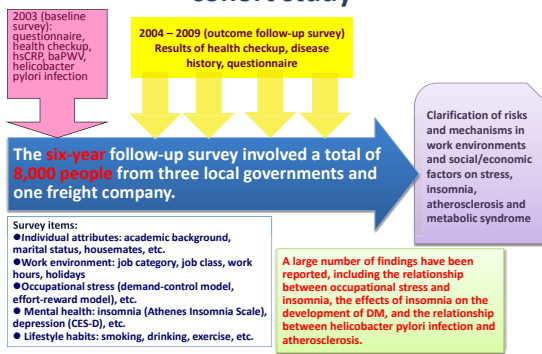 cohort study
2003 (baseline
survey):
questionnaire,
health checkup,
hsCRP, baPWV,
helicobacter
pylori infection
2004 – 2009 (outcome follow-up survey)
Results of health checkup, disease
history, questionnaire
The six-year follow-up survey involved a total of
8,000 people from three local governments and
one freight company.
Clarification of risks
and mechanisms in
work environments
and social/economic
factors on stress,
insomnia,
atherosclerosis and
metabolic syndrome
Survey items:
●Individual attributes: academic background,
marital status, housemates, etc.
●Work environment: job category, job class, work
hours, holidays
●Occupational stress (demand-control model,
effort-reward model), etc.
● Mental health: insomnia (Athenes Insomnia Scale),
depression (CES-D), etc.
● Lifestyle habits: smoking, drinking, exercise, etc.
A large number of findings have been
reported, including the relationship
between occupational stress and
insomnia, the effects of insomnia on the
development of DM, and the relationship
between helicobacter pylori infection and
atherosclerosis.